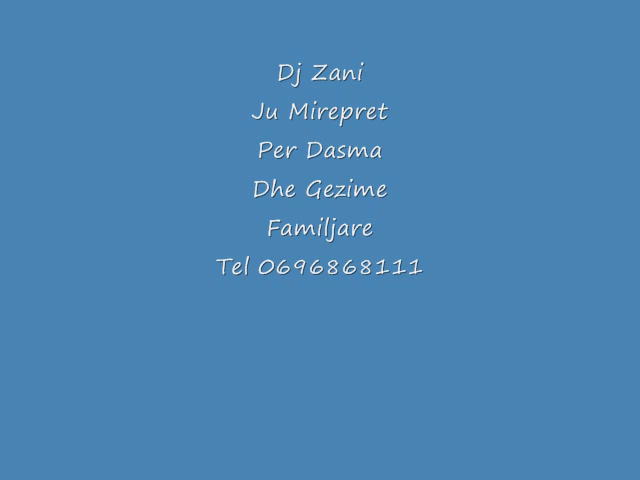 Dj Zani
Ju Mirepret
Per Dasma
Dhe Gezime
Familjare
Tel 0696868111